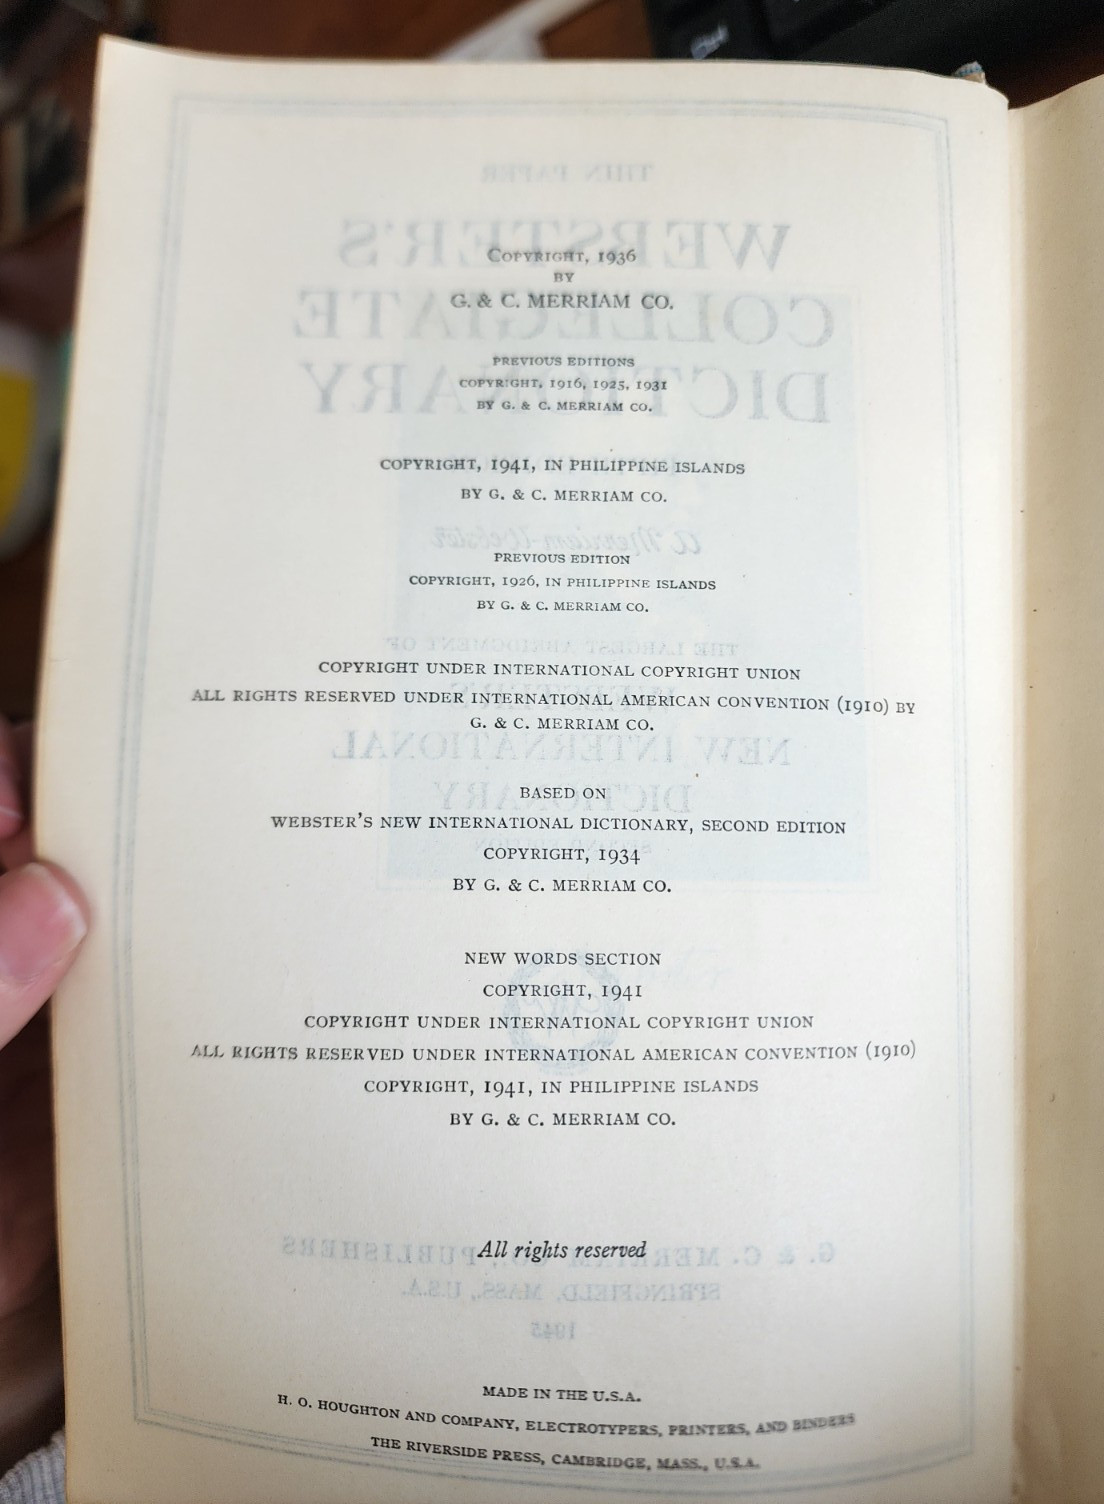 COPYRIGHT, 1936
BY
G. & C. MERRIAM CO.
PREVIOUS EDITIONS
COPYRIGHT, 1916, 1925, 1931
BY G. & C. MERRIAM CO.
COPYRIGHT, 1941, IN PHILIPPINE ISLANDS
BY G. & C. MERRIAM CO.
PREVIOUS EDITION
COPYRIGHT, 1926, IN PHILIPPINE ISLANDS
BY G. & C. MERRIAM CO.
COPYRIGHT UNDER INTERNATIONAL COPYRIGHT UNION
ALL RIGHTS RESERVED UNDER INTERNATIONAL AMERICAN CONVENTION (1910) BY
G. & C. MERRIAM CO.
BASED ON
WEBSTER'S NEW INTERNATIONAL DICTIONARY, SECOND EDITION
COPYRIGHT, 1934
BY G. & C. MERRIAM CO.
NEW WORDS SECTION
COPYRIGHT, 1941
COPYRIGHT UNDER INTERNATIONAL COPYRIGHT UNION
ALL RIGHTS RESERVED UNDER INTERNATIONAL AMERICAN CONVENTION (1910)
COPYRIGHT, 1941, IN PHILIPPINE ISLANDS
BY G. & C. MERRIAM CO.
All rights reserved
MADE IN THE U.S.A.
H. O. HOUGHTON AND COMPANY, ELECTROTYPERS, PRINTERS, AND BINDERS
THE RIVERSIDE PRESS, CAMBRIDGE, MASS., U.S.A.